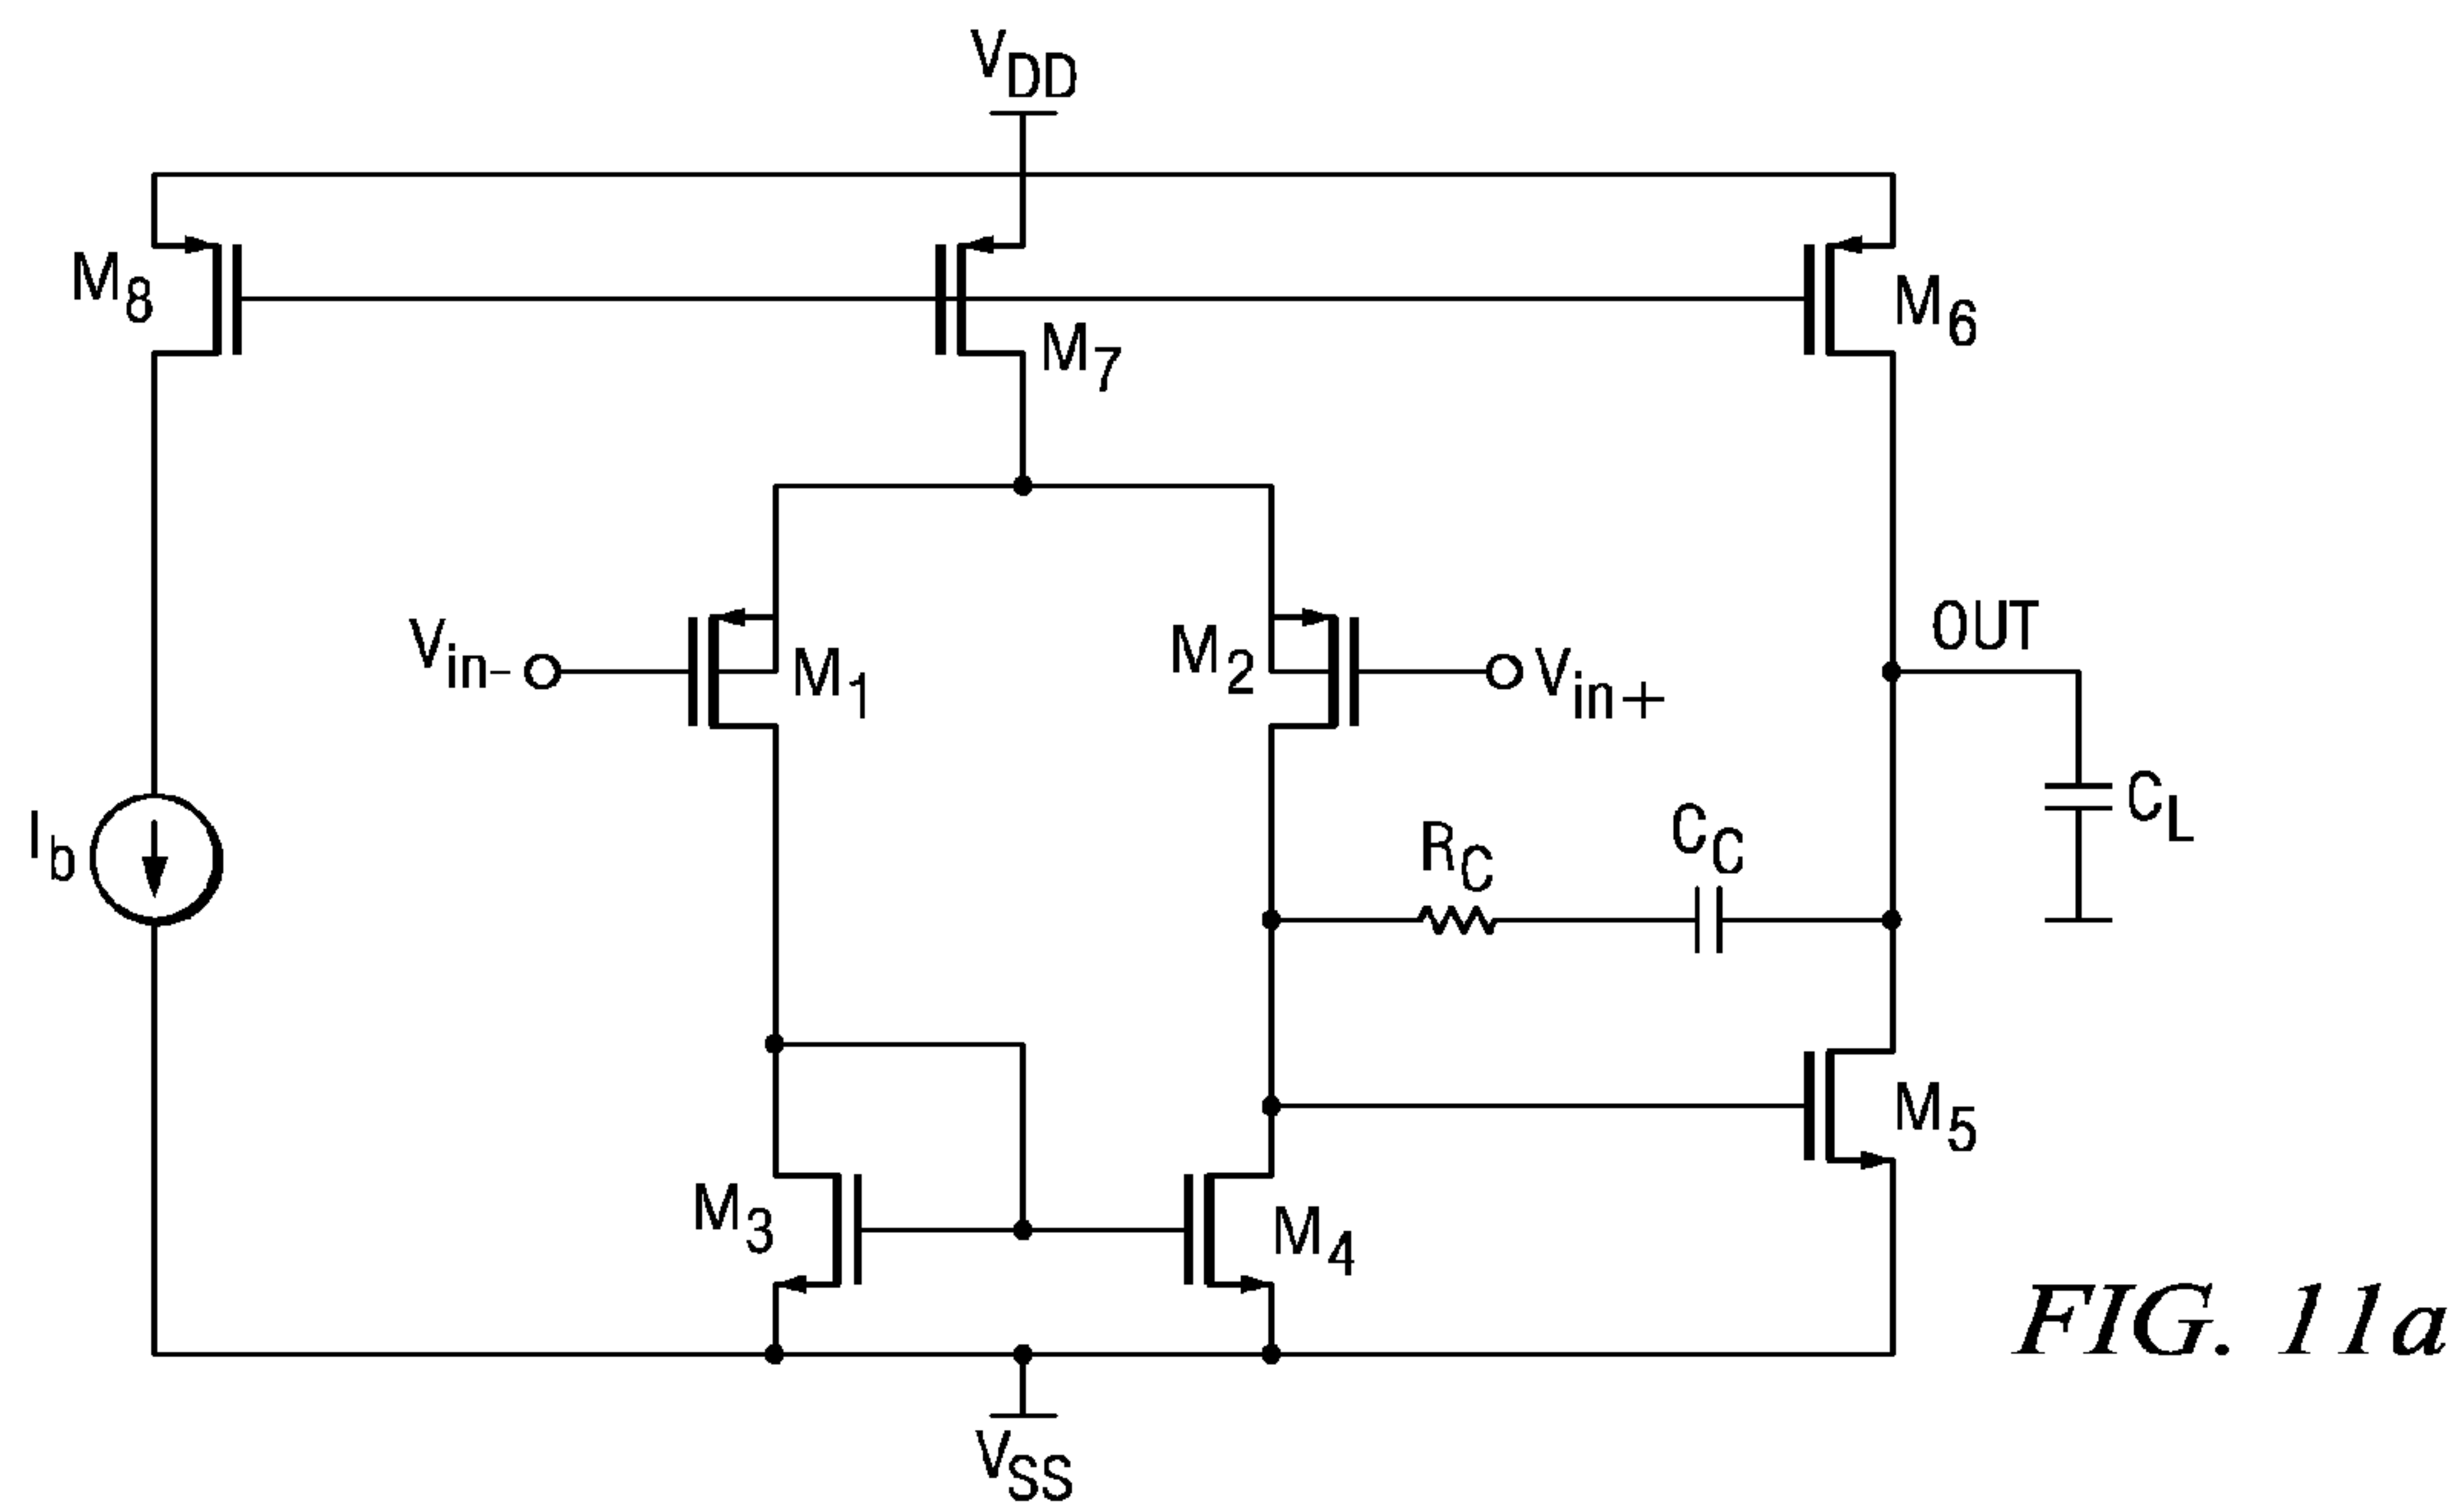 VDD
M8
M7
M6
Vin-
M1
M2
Vin+
OUT
Ib
RC
CC
CL
M3
M4
M5
VSS
FIG. 11a